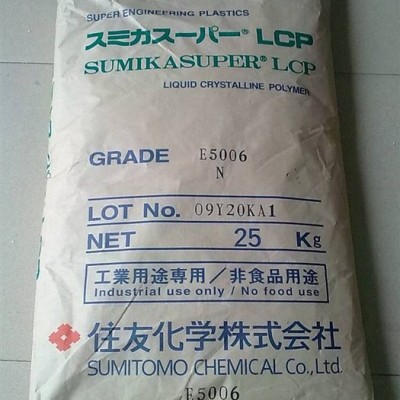 SUPER ENGINEERING PLASTICS
スミカスーパー® LCP
SUMIKASUPER® LCP
LIQUID CRYSTALLINE POLYMER
GRADE E5006
N
LOT No. 09Y20KA1
NET 25 Kg
工業用途専用／非食品用途
Industrial use only / No food use
住友化学株式会社
SUMITOMO CHEMICAL Co., Ltd.
E5006